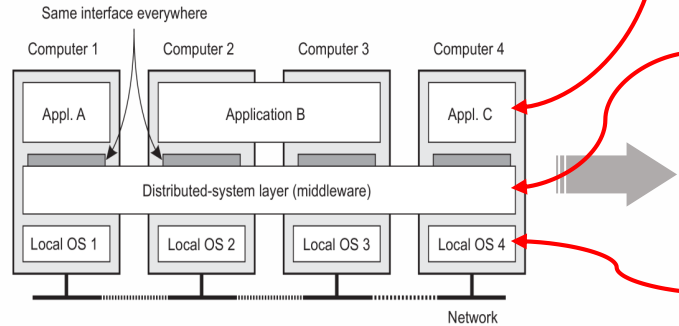 Same interface everywhere
Computer 1 Computer 2 Computer 3 Computer 4
Appl. A Application B Appl. C
Distributed-system layer (middleware)
Local OS 1 Local OS 2 Local OS 3 Local OS 4
Network